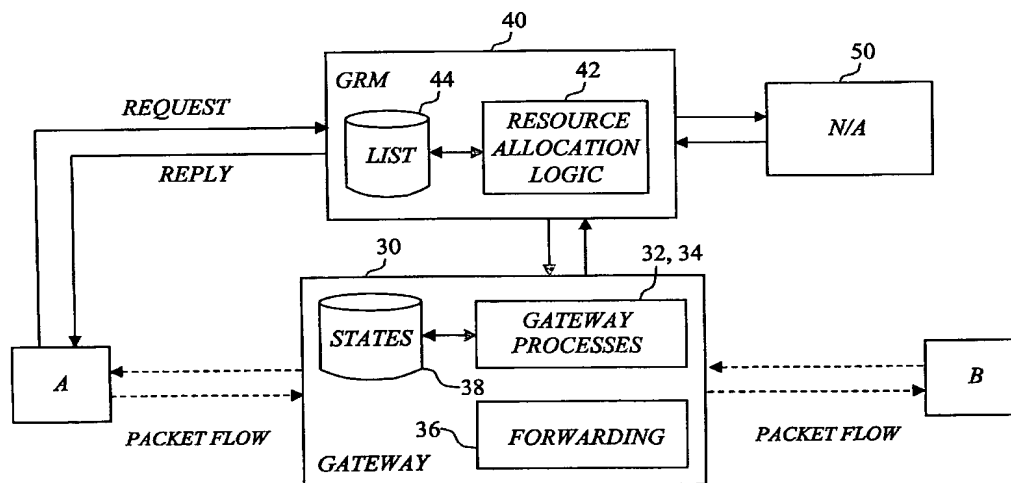 40
50
GRM
44
42
REQUEST
RESOURCE
ALLOCATION
LOGIC
LIST
N/A
REPLY
30
32, 34
STATES
GATEWAY
PROCESSES
A
B
38
PACKET FLOW
36
FORWARDING
PACKET FLOW
GATEWAY